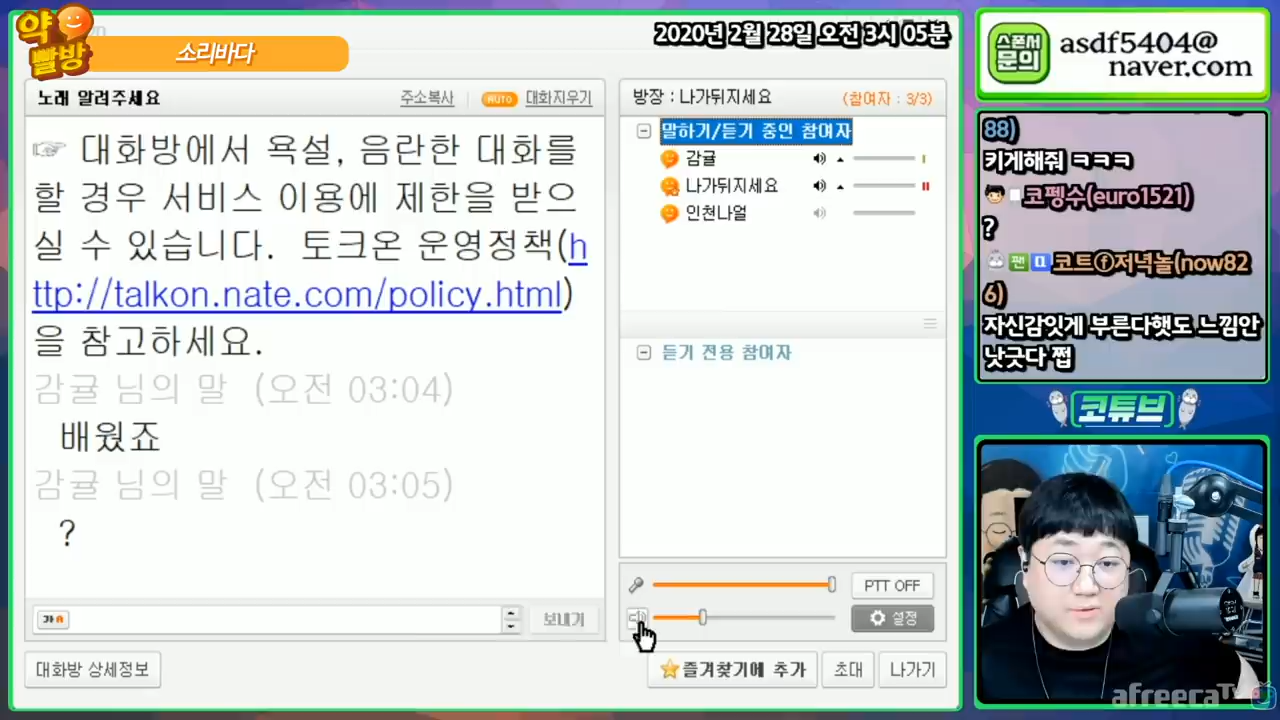 약
빨방
소리바다
2020년 2월 28일 오전 3시 05분
노래 알려주세요
주소복사
AUTO 대화지우기
☞ 대화방에서 욕설, 음란한 대화를
할 경우 서비스 이용에 제한을 받으
실 수 있습니다. 토크온 운영정책(h
ttp://talkon.nate.com/policy.html)
을 참고하세요.
감귤 님의 말 (오전 03:04)
배웠죠
감귤 님의 말 (오전 03:05)
?
가
보내기
대화방 상세정보
방장 : 나가뒤지세요 (참여자 : 3/3)
말하기/듣기 중인 참여자
감귤
나가뒤지세요
인천나얼
듣기 전용 참여자
PTT OFF
설정
즐겨찾기에 추가
초대
나가기
스폰서
문의
asdf5404@
naver.com
88)
키게해줘 ㅋㅋㅋ
코펭수(euro1521)
?
팬 코트ⓕ저녁놀(now82
6)
자신감잇게 부른다햇도 느낌안
낫긋다 쩝
코튜브
afreecaTV